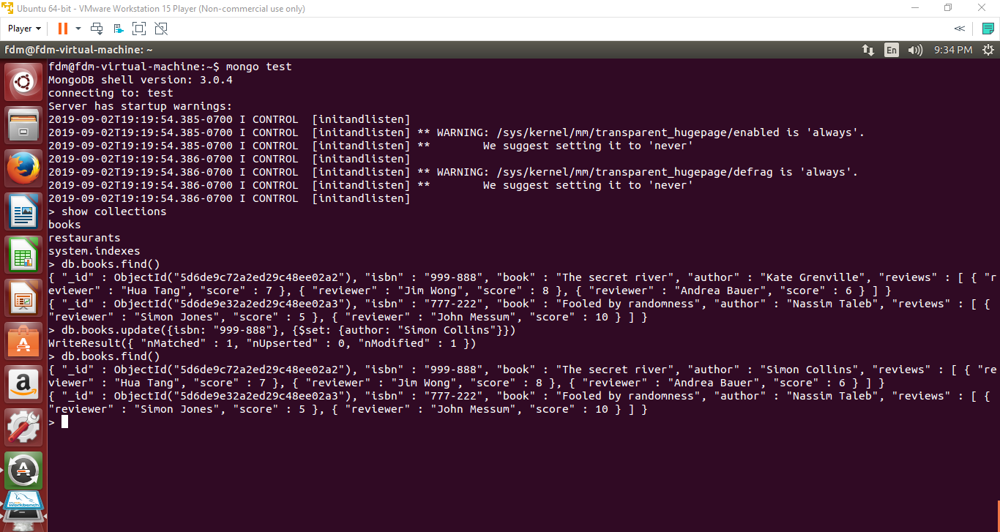 Ubuntu 64-bit - VMware Workstation 15 Player (Non-commercial use only)
Player
fdm@fdm-virtual-machine: ~
En
9:34 PM
fdm@fdm-virtual-machine:~$ mongo test
MongoDB shell version: 3.0.4
connecting to: test
Server has startup warnings:
2019-09-02T19:19:54.385-0700 I CONTROL  [initandlisten]
2019-09-02T19:19:54.385-0700 I CONTROL  [initandlisten] ** WARNING: /sys/kernel/mm/transparent_hugepage/enabled is 'always'.
2019-09-02T19:19:54.385-0700 I CONTROL  [initandlisten] **        We suggest setting it to 'never'
2019-09-02T19:19:54.386-0700 I CONTROL  [initandlisten]
2019-09-02T19:19:54.386-0700 I CONTROL  [initandlisten] ** WARNING: /sys/kernel/mm/transparent_hugepage/defrag is 'always'.
2019-09-02T19:19:54.386-0700 I CONTROL  [initandlisten] **        We suggest setting it to 'never'
2019-09-02T19:19:54.386-0700 I CONTROL  [initandlisten]
> show collections
books
restaurants
system.indexes
> db.books.find()
{ "_id" : ObjectId("5d6de9c72a2ed29c48ee02a2"), "isbn" : "999-888", "book" : "The secret river", "author" : "Kate Grenville", "reviews" : [ { "r
eviewer" : "Hua Tang", "score" : 7 }, { "reviewer" : "Jim Wong", "score" : 8 }, { "reviewer" : "Andrea Bauer", "score" : 6 } ] }
{ "_id" : ObjectId("5d6de9e32a2ed29c48ee02a3"), "isbn" : "777-222", "book" : "Fooled by randomness", "author" : "Nassim Taleb", "reviews" : [ {
"reviewer" : "Simon Jones", "score" : 5 }, { "reviewer" : "John Messum", "score" : 10 } ] }
> db.books.update({isbn: "999-888"}, {$set: {author: "Simon Collins"}})
WriteResult({ "nMatched" : 1, "nUpserted" : 0, "nModified" : 1 })
> db.books.find()
{ "_id" : ObjectId("5d6de9c72a2ed29c48ee02a2"), "isbn" : "999-888", "book" : "The secret river", "author" : "Simon Collins", "reviews" : [ { "re
viewer" : "Hua Tang", "score" : 7 }, { "reviewer" : "Jim Wong", "score" : 8 }, { "reviewer" : "Andrea Bauer", "score" : 6 } ] }
{ "_id" : ObjectId("5d6de9e32a2ed29c48ee02a3"), "isbn" : "777-222", "book" : "Fooled by randomness", "author" : "Nassim Taleb", "reviews" : [ {
"reviewer" : "Simon Jones", "score" : 5 }, { "reviewer" : "John Messum", "score" : 10 } ] }
>
a
workbench